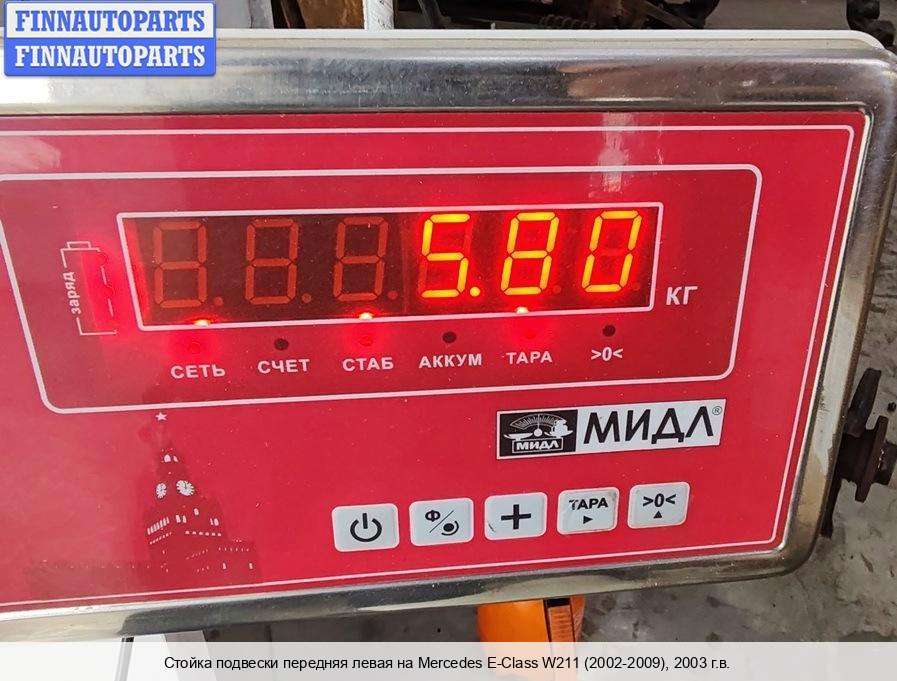 FINNAUTOPARTS
FINNAUTOPARTS
заряд
5.80
кг
СЕТЬ СЧЕТ СТАБ АККУМ ТАРА >0<
МИДЛ МИДЛ®
Ф ТАРА >0<
Стойка подвески передняя левая на Mercedes E-Class W211 (2002-2009), 2003 г.в.